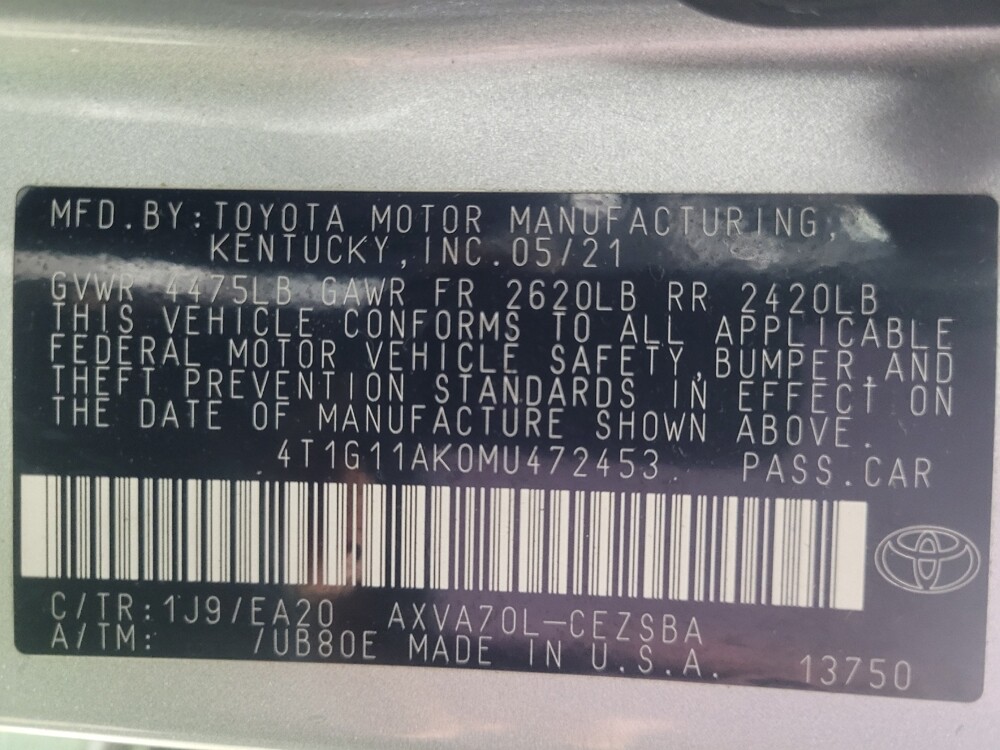 MFD.BY:TOYOTA MOTOR MANUFACTURING,
KENTUCKY,INC.05/21
GVWR 4475LB GAWR FR 2620LB RR 2420LB
THIS VEHICLE CONFORMS TO ALL APPLICABLE
FEDERAL MOTOR VEHICLE SAFETY,BUMPER,AND
THEFT PREVENTION STANDARDS IN EFFECT ON
THE DATE OF MANUFACTURE SHOWN ABOVE.
4T1G11AK0MU472453 PASS.CAR
C/TR:1J9/EA20 AXVA70L-CEZSBA
A/TM: /UB80E MADE IN U.S.A. 13750